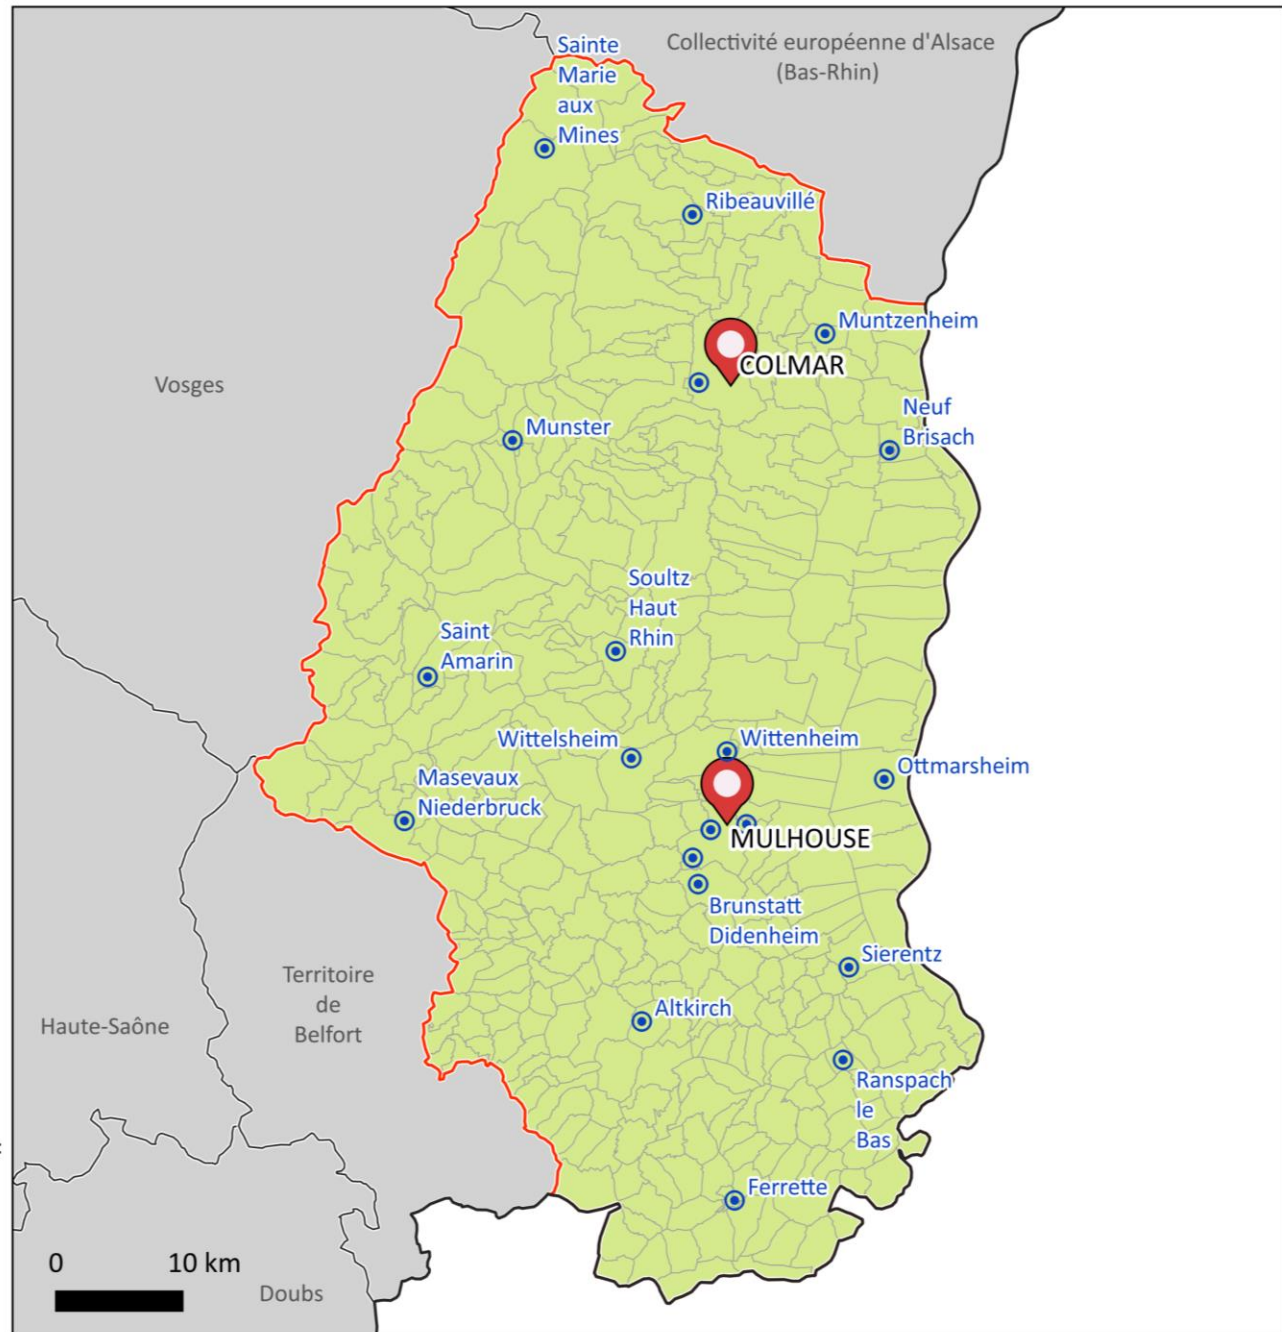 Sainte
Marie
aux
Mines
Collectivité européenne d'Alsace
(Bas-Rhin)
Ribeauvillé
Muntzenheim
COLMAR
Vosges
Neuf
Brisach
Munster
Soultz
Haut
Rhin
Saint
Amarin
Wittelsheim
Wittenheim
Ottmarsheim
Masevaux
Niederbruck
MULHOUSE
Brunstatt
Didenheim
Sierentz
Territoire
de
Belfort
Haute-Saône
Altkirch
Ranspach
le
Bas
Ferrette
0 10 km
Doubs